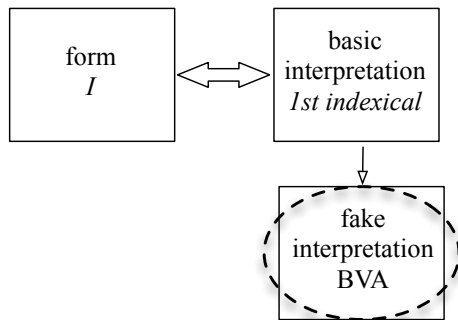 form
I
basic
interpretation
1st indexical
fake
interpretation
BVA